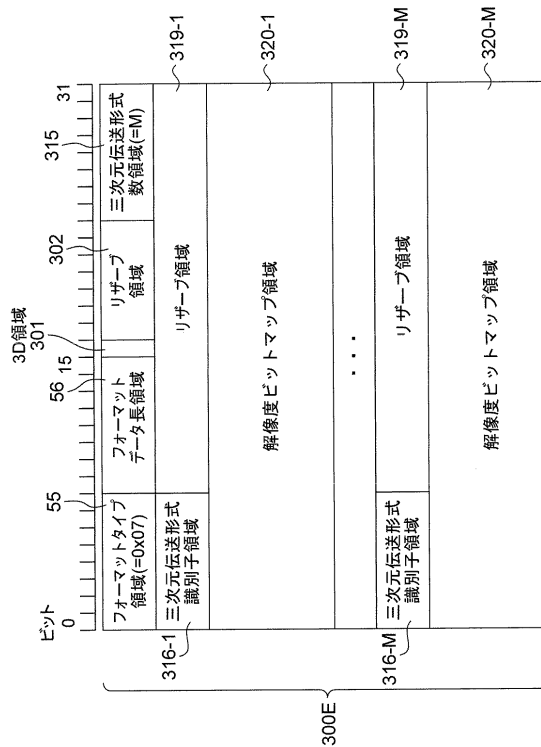 3D領域
ビット
0
55
56
15
301
302
315
31
フォーマットタイプ
領域(=0x07)
フォーマット
データ長領域
リザーブ
領域
三次元伝送形式
数領域(=M)
三次元伝送形式
識別子領域
リザーブ領域
316-1
319-1
解像度ビットマップ領域
320-1
・・・
三次元伝送形式
識別子領域
リザーブ領域
316-M
319-M
解像度ビットマップ領域
320-M
300E